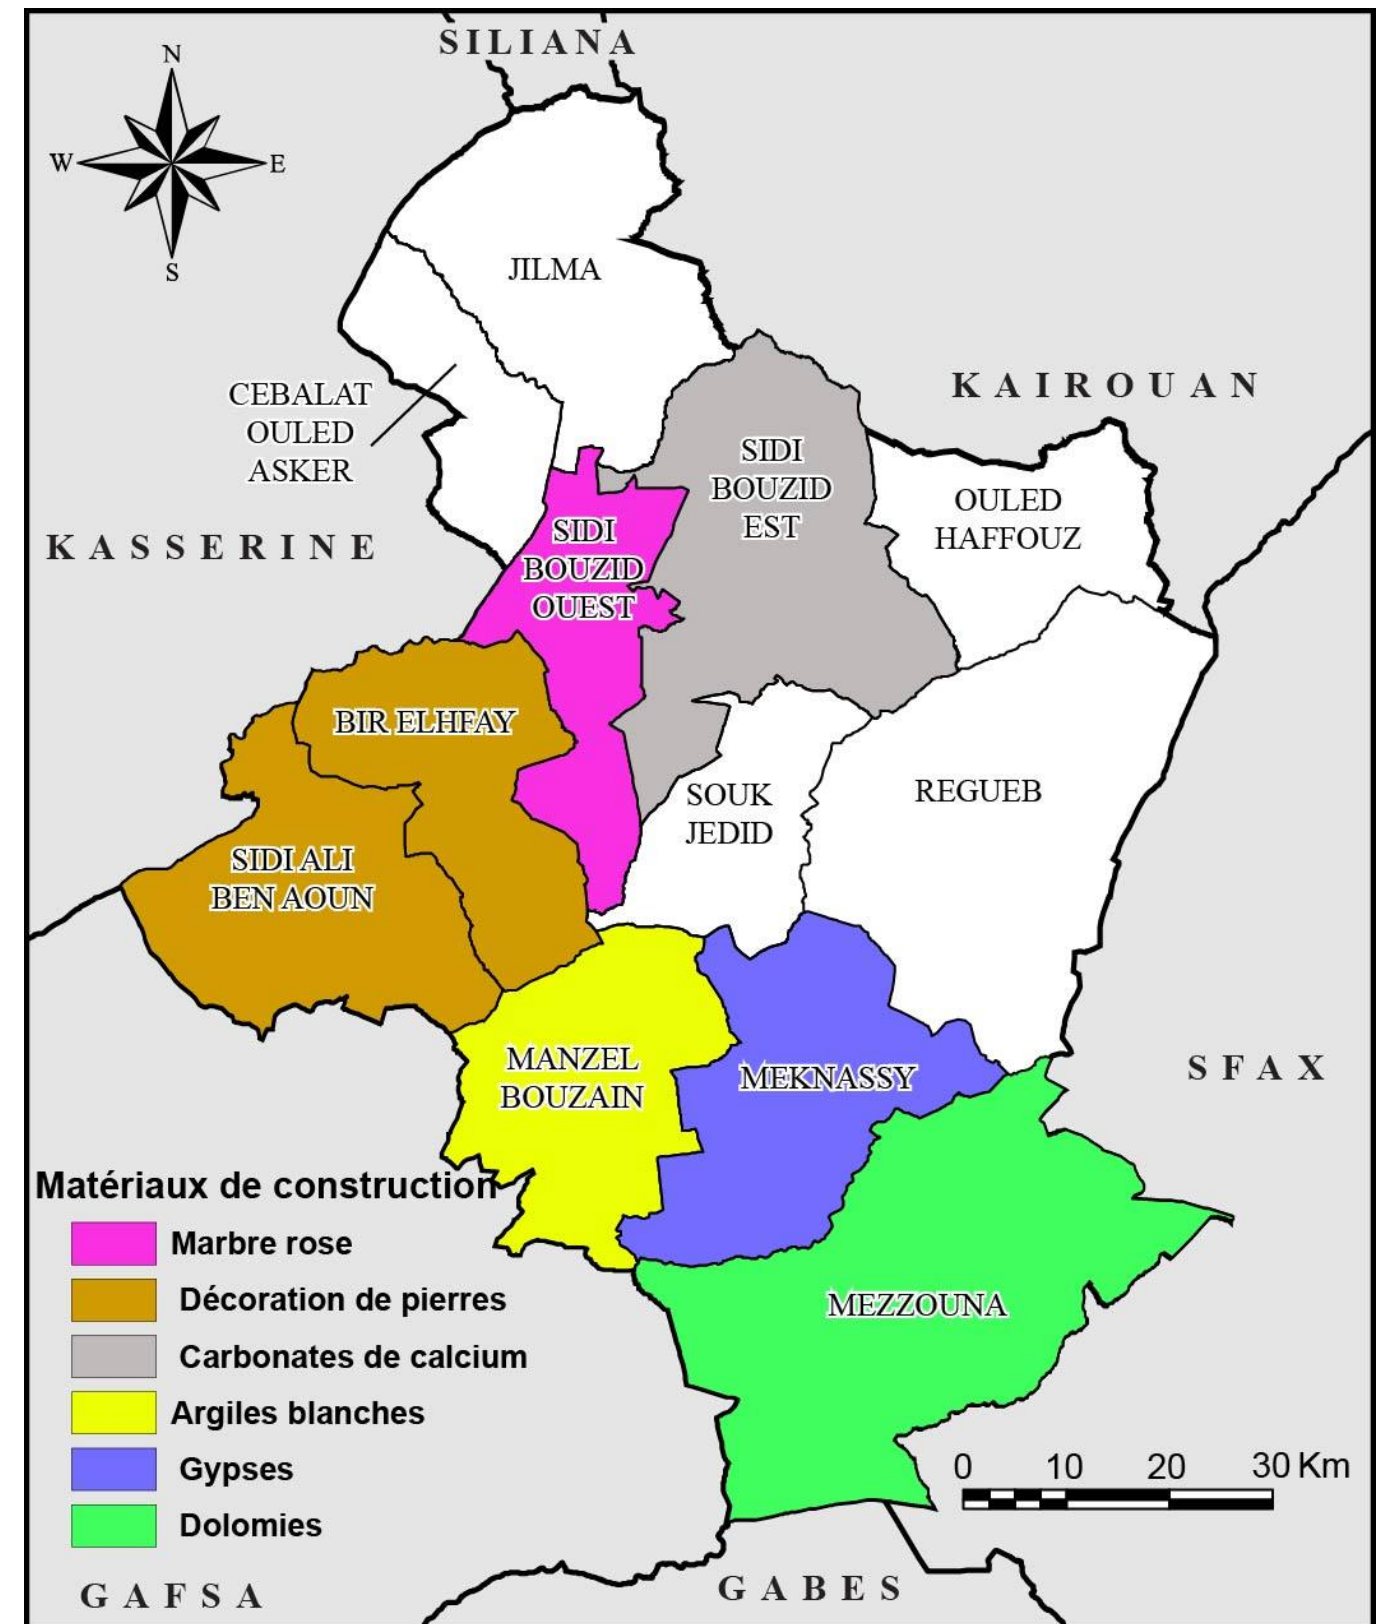 SILIANA
N
W
E
S
JILMA
CEBALAT
OULED
ASKER
KAIROUAN
SIDI
BOUZID
EST
OULED
HAFFOUZ
KASSERINE
SIDI
BOUZID
OUEST
BIR ELHFAY
SOUK
JEDID
REGUEB
SIDI ALI
BEN AOUN
MANZEL
BOUZAIN
MEKNASSY
SFAX
MEZZOUNA
Matériaux de construction
Marbre rose
Décoration de pierres
Carbonates de calcium
Argiles blanches
Gypses
Dolomies
0 10 20 30 Km
GAFSA
GABES